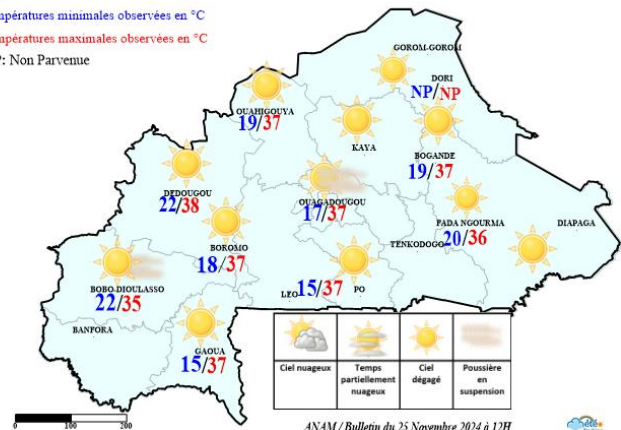 mpératures minimales observées en °C
mpératures maximales observées en °C
: Non Parvenue
GOROM-GOROM
DORI
NP/NP
OUAHIGOUYA
19/37
KAYA
BOGANDE
19/37
DEDOUGOU
22/38
OUAGADOUGOU
17/37
FADA NGOURMA
20/36
DIAPAGA
BOROMO
18/37
TENKODOGO
BOBO-DIOULASSO
22/35
LEO
15/37
PO
BANFORA
GAOUA
15/37
Ciel nuageux
Temps partiellement nuageux
Ciel dégagé
Poussière en suspension
0 100 200
ANAM / Bulletin du 25 Novembre 2024 à 12H